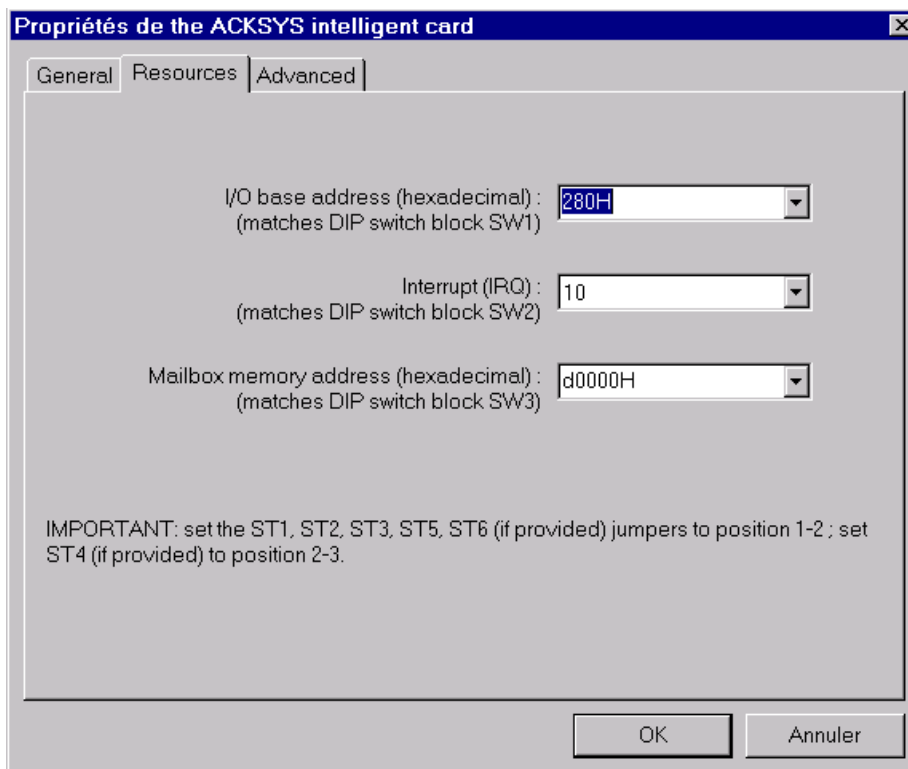 Propriétés de the ACKSYS intelligent card
General
Resources
Advanced
I/O base address (hexadecimal) :
(matches DIP switch block SW1)
280H
Interrupt (IRQ) :
(matches DIP switch block SW2)
10
Mailbox memory address (hexadecimal) :
(matches DIP switch block SW3)
d0000H
IMPORTANT: set the ST1, ST2, ST3, ST5, ST6 (if provided) jumpers to position 1-2 ; set
ST4 (if provided) to position 2-3.
OK
Annuler